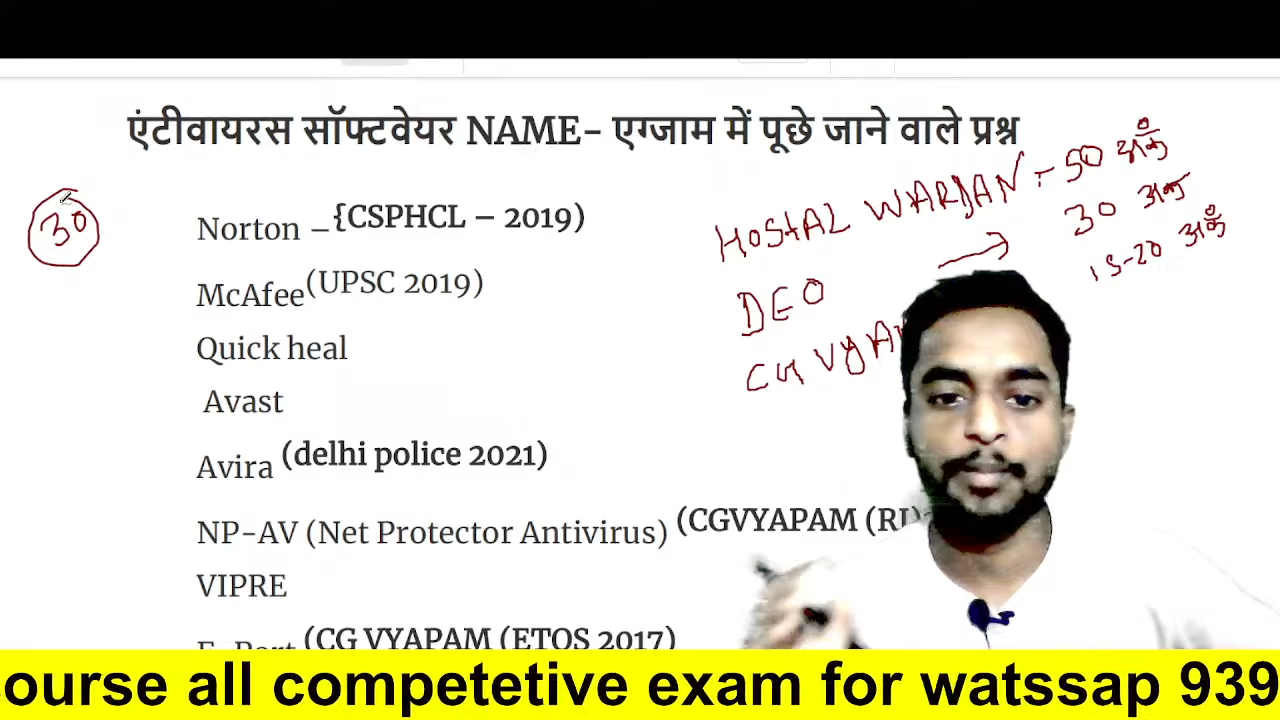 एंटीवायरस सॉफ्टवेयर NAME- एग्जाम में पूछे जाने वाले प्रश्न
30
Norton – {CSPHCL – 2019)
McAfee (UPSC 2019)
Quick heal
Avast
Avira (delhi police 2021)
NP-AV (Net Protector Antivirus) (CGVYAPAM (RI)
VIPRE
(CG VYAPAM (ETOS 2017)
HOSTAL WARDAN :- 50 अंक
DEO → 30 अंक
CG VYAP
15-20 अंक
ourse all competetive exam for watssap 939